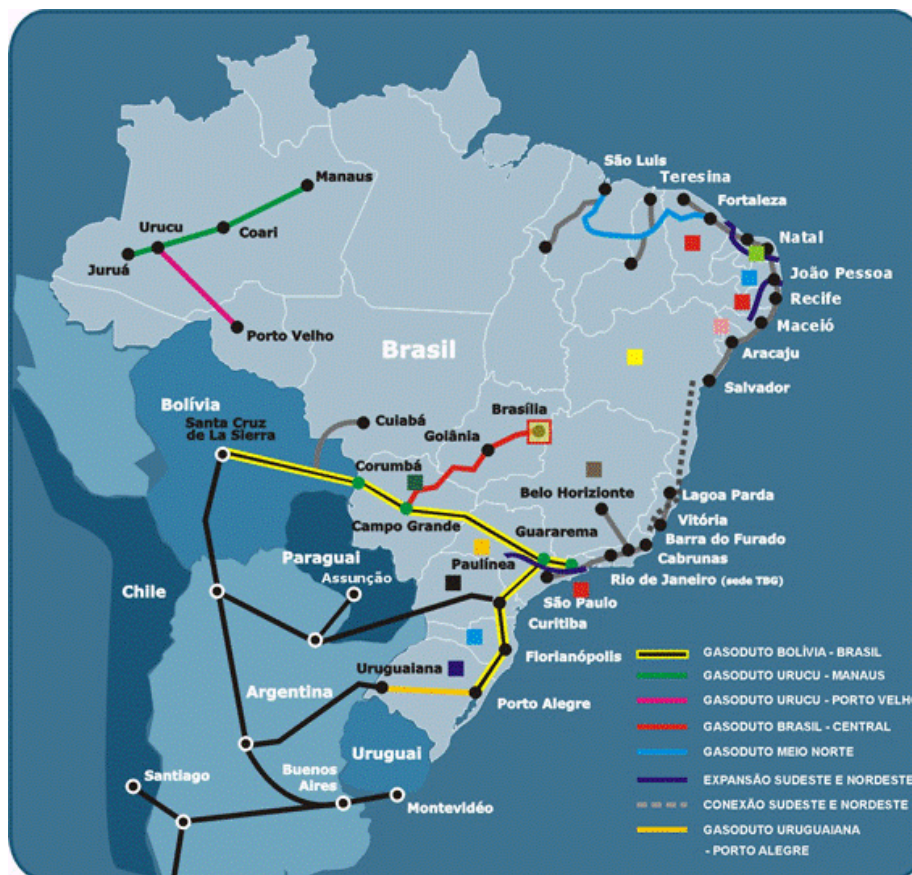 São Luis
Teresina
Fortaleza
Manaus
Urucu
Coari
Juruá
Natal
João Pessoa
Recife
Maceió
Aracaju
Salvador
Porto Velho
Brasil
Bolívia
Santa Cruz
de La Sierra
Cuiabá
Brasília
Goiânia
Corumbá
Campo Grande
Belo Horizionte
Lagoa Parda
Vitória
Barra do Furado
Cabrunas
Guararema
Paulínea
Rio de Janeiro (sede TBG)
São Paulo
Paraguai
Assunção
Chile
Curitiba
Florianópolis
Uruguaiana
Argentina
Porto Alegre
Uruguai
Santiago
Buenos
Aires
Montevidéo
GASODUTO BOLÍVIA - BRASIL
GASODUTO URUCU - MANAUS
GASODUTO URUCU - PORTO VELHO
GASODUTO BRASIL - CENTRAL
GASODUTO MEIO NORTE
EXPANSÃO SUDESTE E NORDESTE
CONEXÃO SUDESTE E NORDESTE
GASODUTO URUGUAIANA
- PORTO ALEGRE